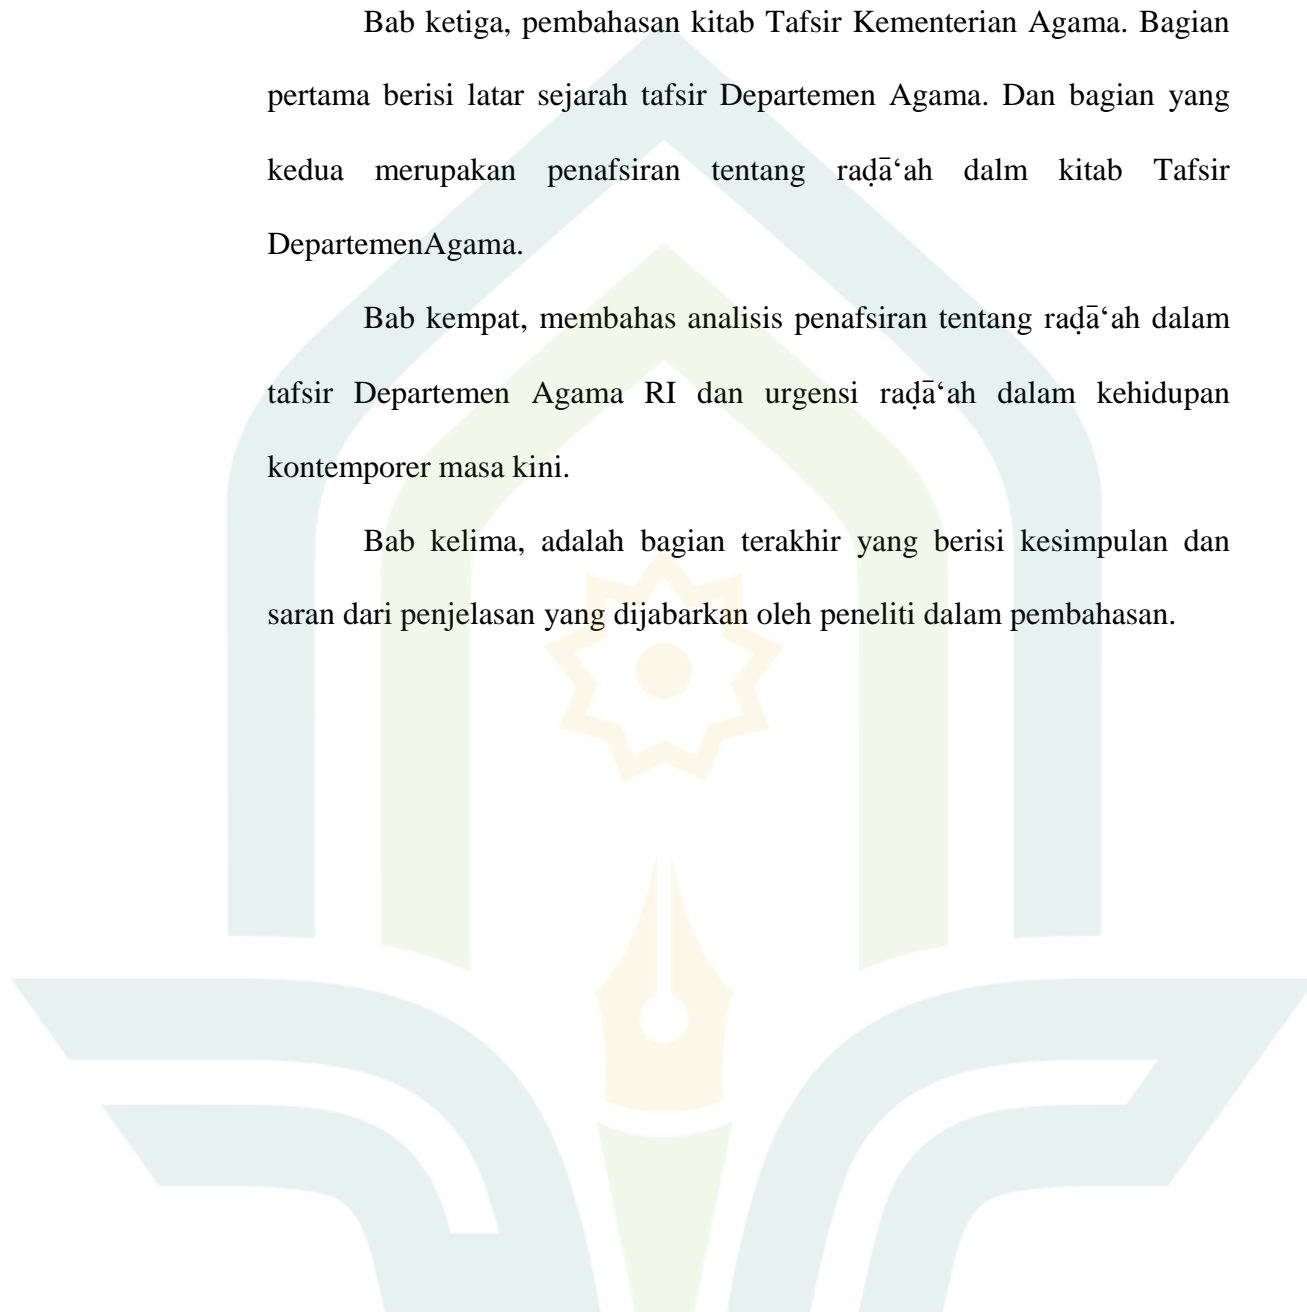 Bab ketiga, pembahasan kitab Tafsir Kementerian Agama. Bagian
pertama berisi latar sejarah tafsir Departemen Agama. Dan bagian yang
kedua merupakan penafsiran tentang raḍā‘ah dalm kitab Tafsir
DepartemenAgama.
Bab kempat, membahas analisis penafsiran tentang raḍā‘ah dalam
tafsir Departemen Agama RI dan urgensi raḍā‘ah dalam kehidupan
kontemporer masa kini.
Bab kelima, adalah bagian terakhir yang berisi kesimpulan dan
saran dari penjelasan yang dijabarkan oleh peneliti dalam pembahasan.